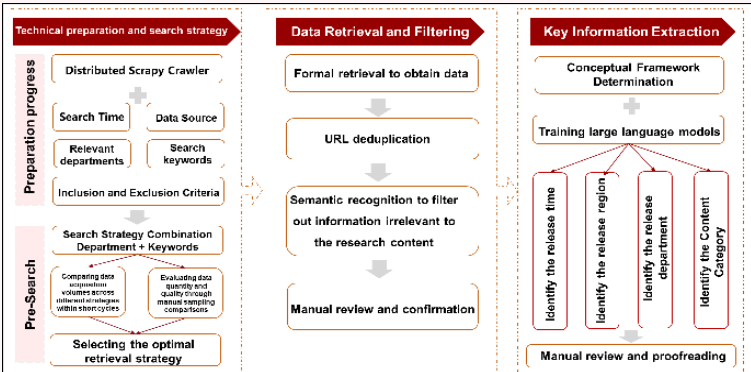 Technical preparation and search strategy
Preparation progress
Distributed Scrapy Crawler
Search Time
Data Source
Relevant
departments
Search
keywords
Inclusion and Exclusion Criteria
Pre-Search
Search Strategy Combination
Department + Keywords
Comparing data
acquisition
volumes across
different strategies
within short cycles
Evaluating data
quantity and
quality through
manual sampling
comparisons
Selecting the optimal
retrieval strategy
Data Retrieval and Filtering
Formal retrieval to obtain data
URL deduplication
Semantic recognition to filter
out information irrelevant to
the research content
Manual review and confirmation
Key Information Extraction
Conceptual Framework
Determination
Training large language models
Identify the release time
Identify the release region
Identify the release
department
Identify the Content
Category
Manual review and proofreading